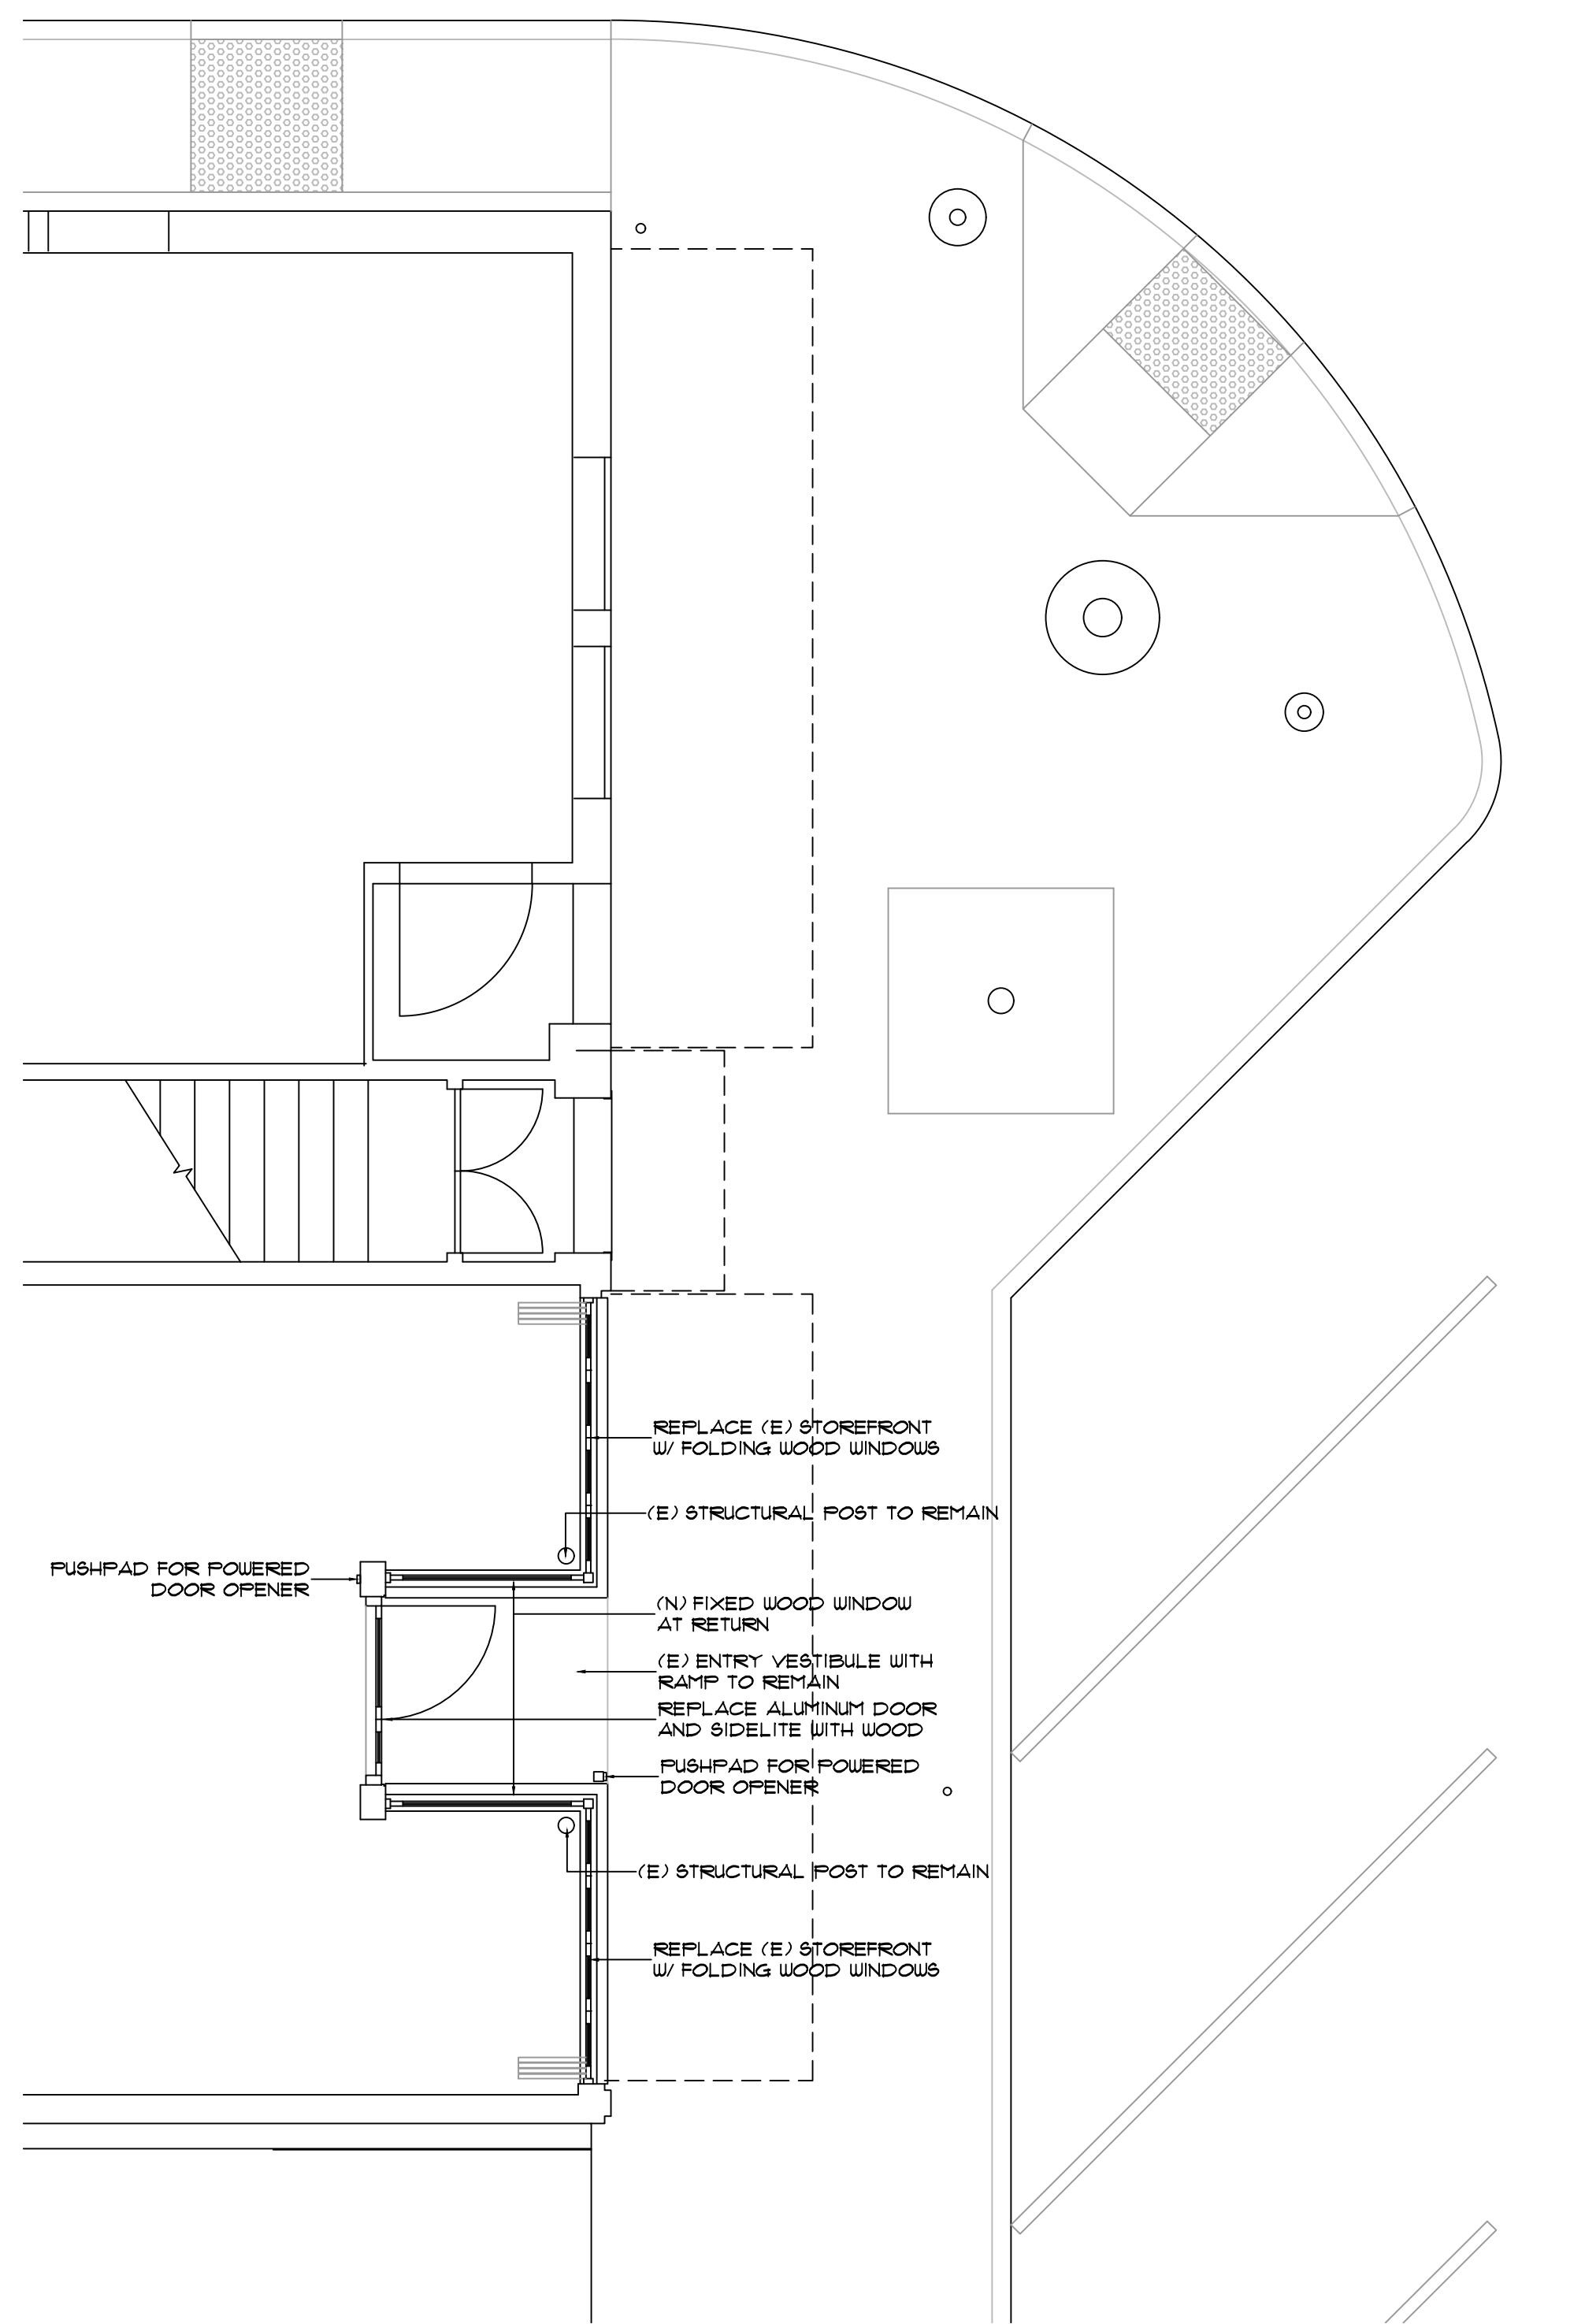 REPLACE (E) STOREFRONT
W/ FOLDING WOOD WINDOWS
(E) STRUCTURAL POST TO REMAIN
PUSHPAD FOR POWERED
DOOR OPENER
(N) FIXED WOOD WINDOW
AT RETURN
(E) ENTRY VESTIBULE WITH
RAMP TO REMAIN
REPLACE ALUMINUM DOOR
AND SIDELITE WITH WOOD
PUSHPAD FOR POWERED
DOOR OPENER
(E) STRUCTURAL POST TO REMAIN
REPLACE (E) STOREFRONT
W/ FOLDING WOOD WINDOWS